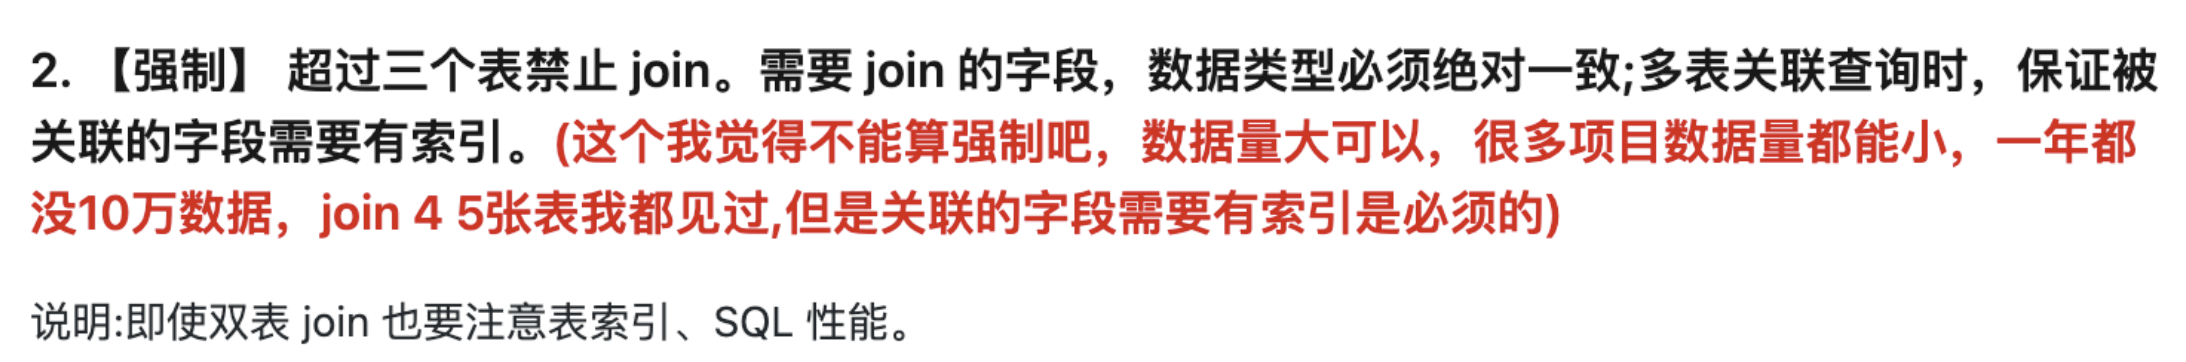 2. 【强制】 超过三个表禁止 join。需要 join 的字段，数据类型必须绝对一致;多表关联查询时，保证被
关联的字段需要有索引。(这个我觉得不能算强制吧，数据量大可以，很多项目数据量都能小，一年都
没10万数据，join 4 5张表我都见过,但是关联的字段需要有索引是必须的)
说明:即使双表 join 也要注意表索引、SQL 性能。